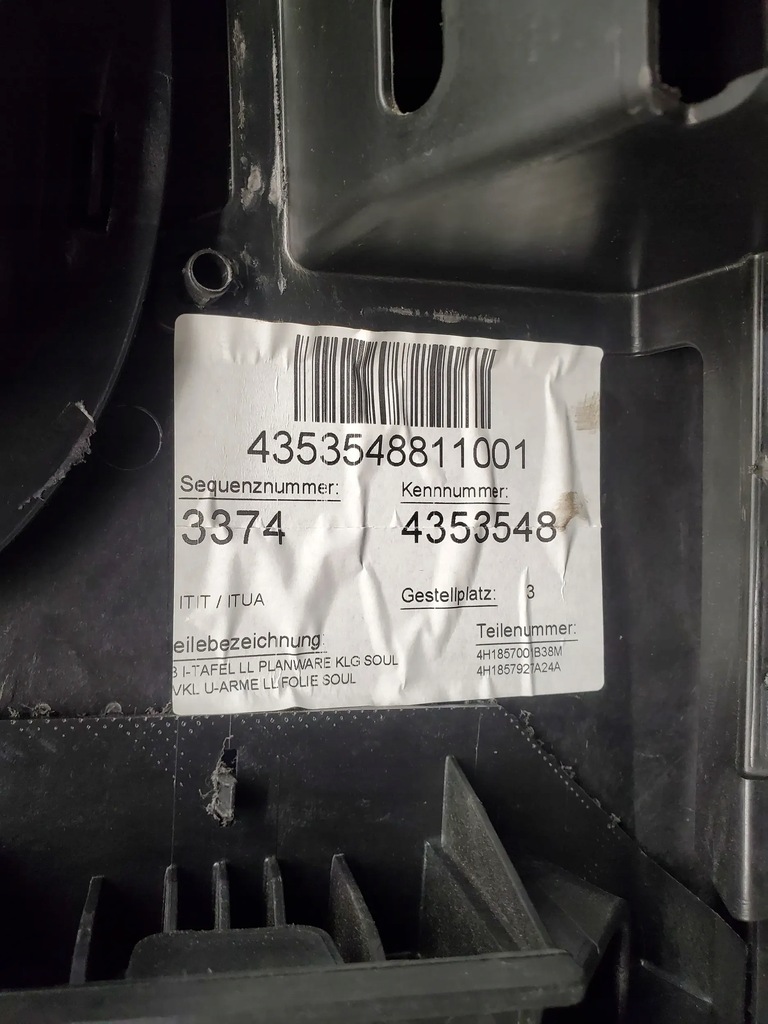 4353548811001
Sequenznummer: Kennnummer:
3374 4353548
ITIT / ITUA Gestellplatz: 3
eilebezeichnung: Teilenummer:
I-TAFEL LL PLANWARE KLG SOUL 4H1857001B38M
VKL U-ARME LL FOLIE SOUL 4H1857927A24A